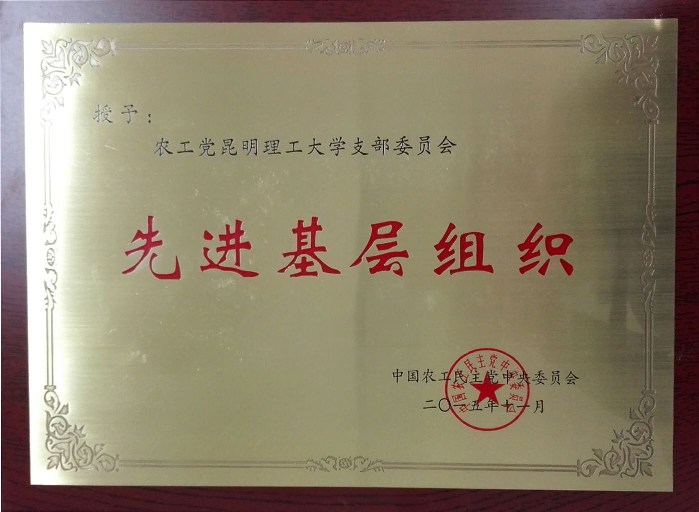 授予：
农工党昆明理工大学支部委员会
先进基层组织
中国农工民主党中央委员会
二〇一五年十一月